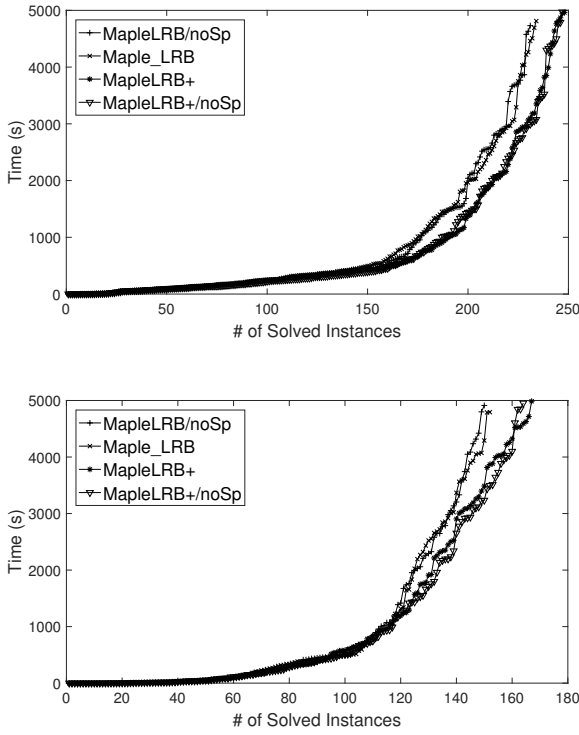 5000
4000
3000
2000
1000
0
Time (s)
MapleLRB/noSp
Maple_LRB
MapleLRB+
MapleLRB+/noSp
0 50 100 150 200 250
# of Solved Instances
5000
4000
3000
2000
1000
0
Time (s)
MapleLRB/noSp
Maple_LRB
MapleLRB+
MapleLRB+/noSp
0 20 40 60 80 100 120 140 160 180
# of Solved Instances